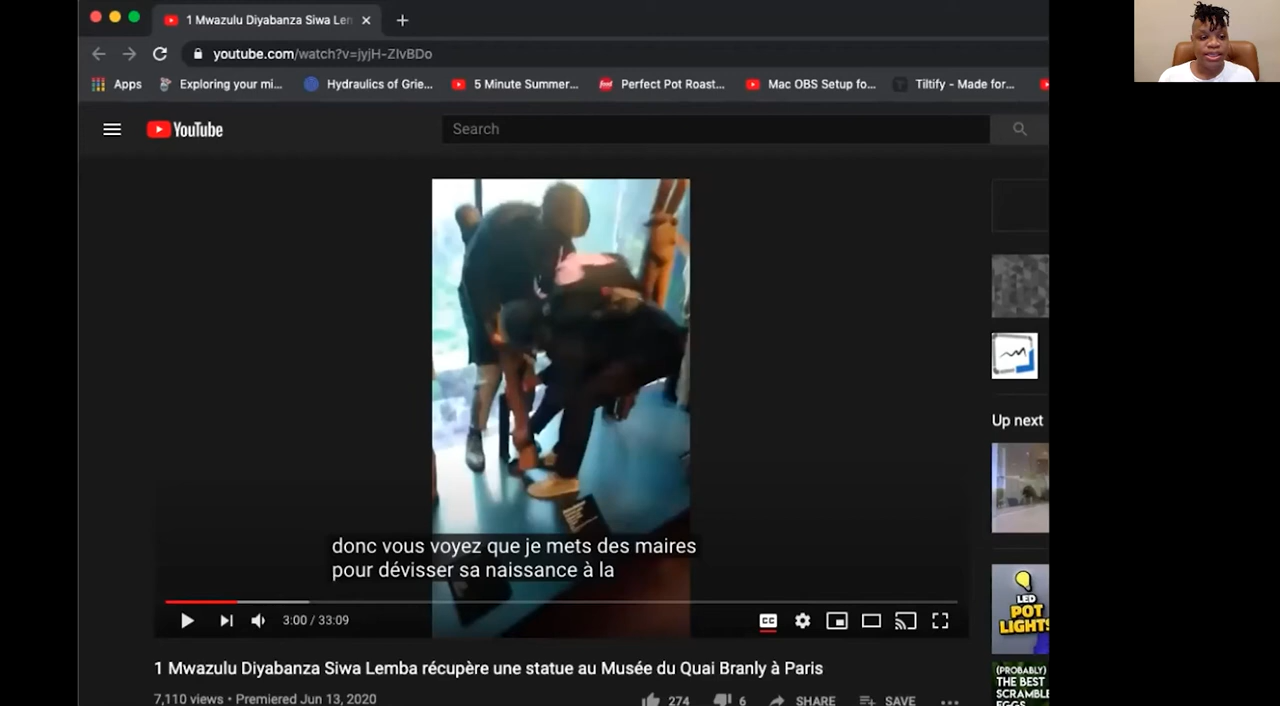 1 Mwazulu Diyabanza Siwa Lem
youtube.com/watch?v=jyjH-ZlvBDo
Apps
Exploring your mi...
Hydraulics of Grie...
5 Minute Summer...
Perfect Pot Roast...
Mac OBS Setup fo...
Tiltify - Made for...
YouTube
Search
Up next
donc vous voyez que je mets des maires
pour dévisser sa naissance à la
3:00 / 33:09
CC
LED
POT
LIGHTS
1 Mwazulu Diyabanza Siwa Lemba récupère une statue au Musée du Quai Branly à Paris
7,110 views • Premiered Jun 13, 2020
274
6
SHARE
SAVE
(PROBABLY)
THE BEST
SCRAMBLE
EGGS